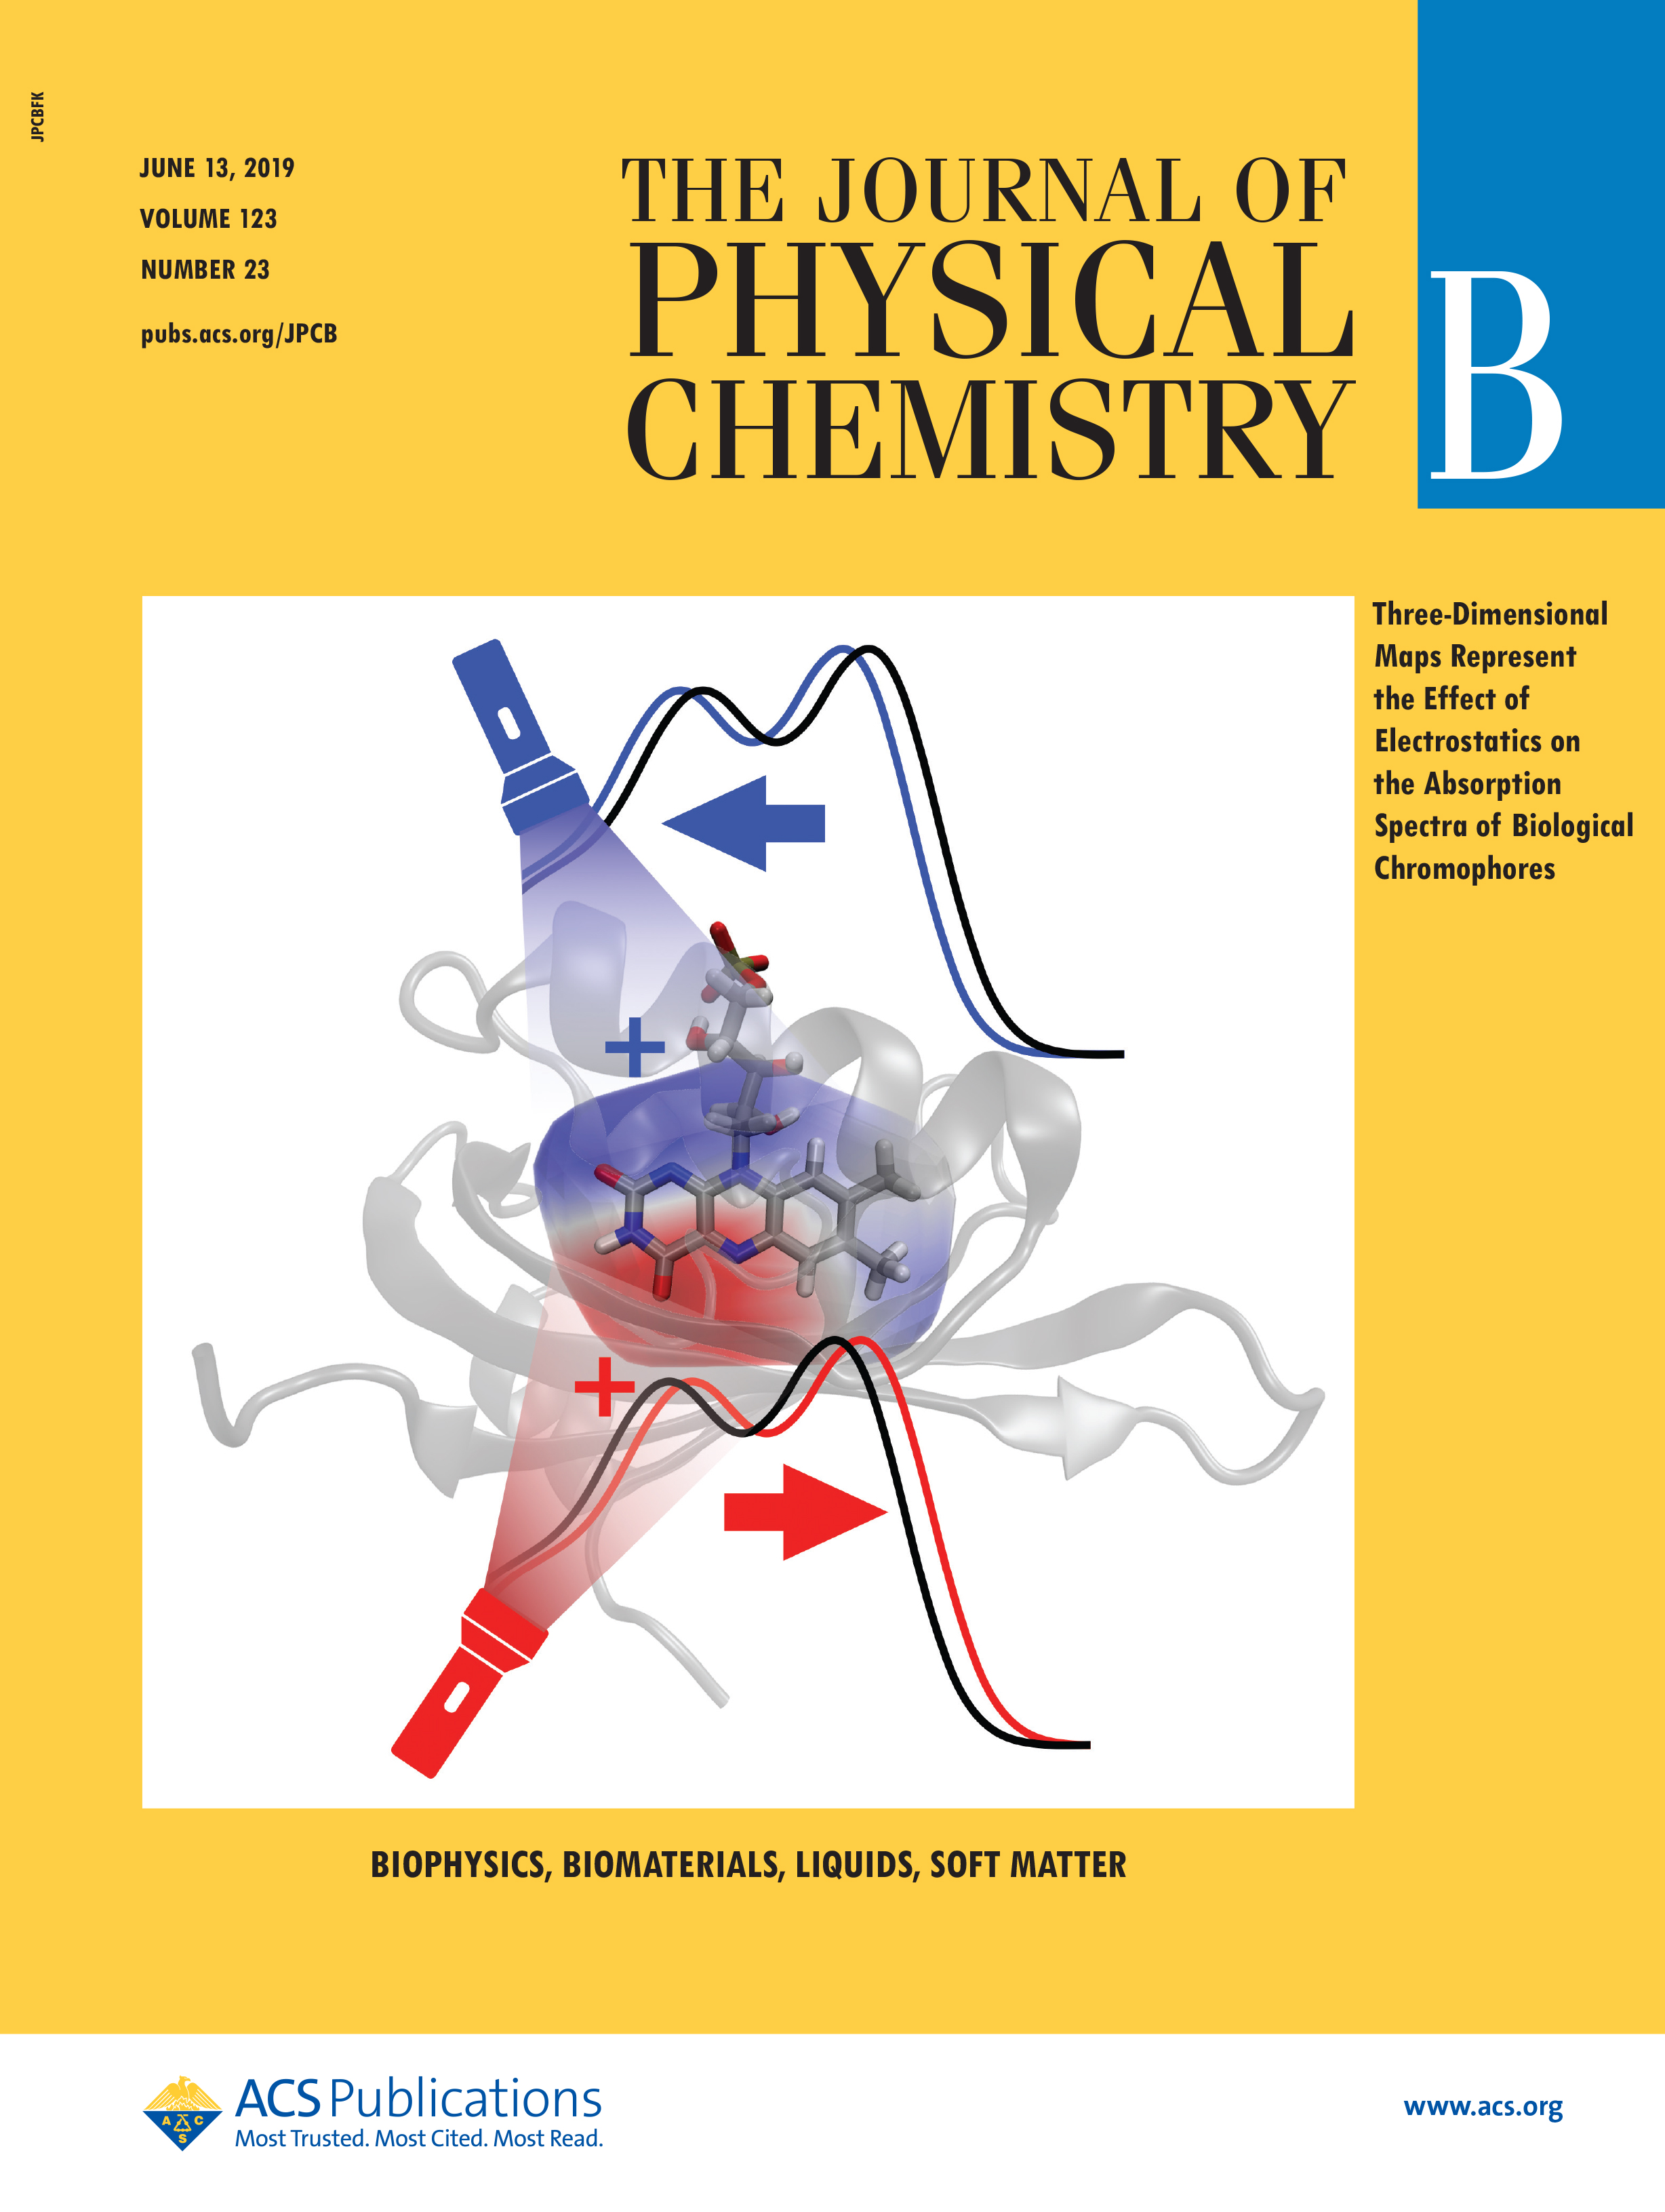 JPCBFK
JUNE 13, 2019
VOLUME 123
NUMBER 23
pubs.acs.org/JPCB
THE JOURNAL OF
PHYSICAL
CHEMISTRY
B
Three-Dimensional
Maps Represent
the Effect of
Electrostatics on
the Absorption
Spectra of Biological
Chromophores
+
+
BIOPHYSICS, BIOMATERIALS, LIQUIDS, SOFT MATTER
A C
S
ACS Publications
Most Trusted. Most Cited. Most Read.
www.acs.org